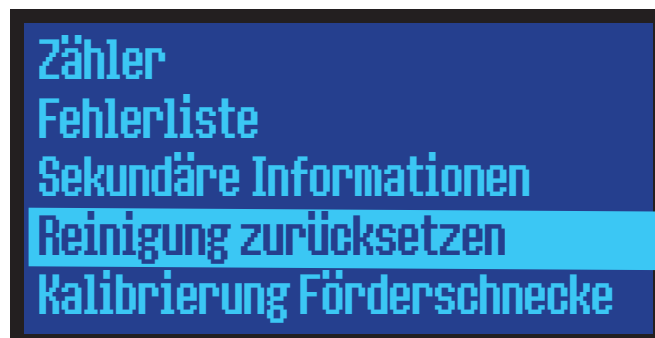 Zähler
Fehlerliste
Sekundäre Informationen
Reinigung zurücksetzen
Kalibrierung Förderschnecke